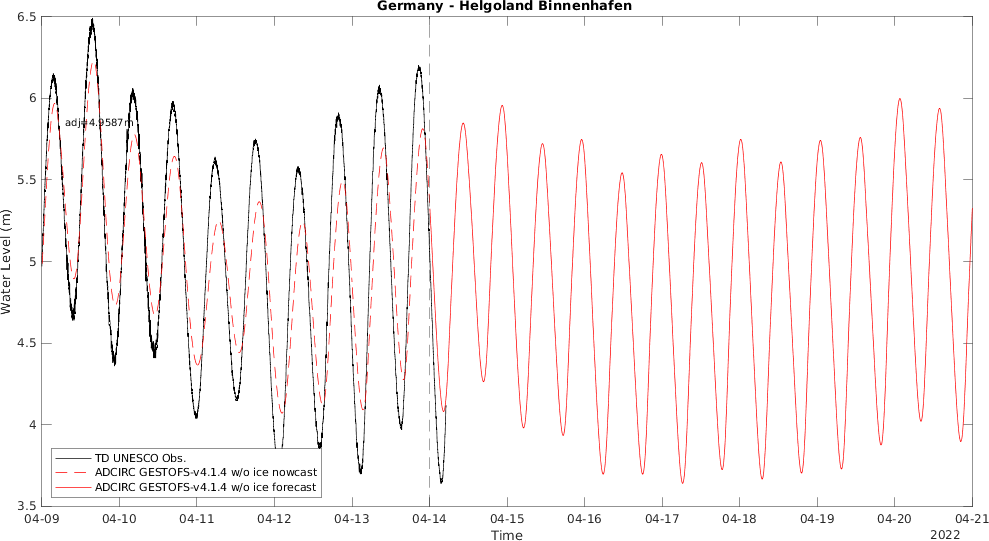 Germany - Helgoland Binnenhafen
6.5
6
5.5
5
4.5
4
3.5
Water Level (m)
adj=4.9587m
TD UNESCO Obs.
ADCIRC GESTOFS-v4.1.4 w/o ice nowcast
ADCIRC GESTOFS-v4.1.4 w/o ice forecast
04-09 04-10 04-11 04-12 04-13 04-14 04-15 04-16 04-17 04-18 04-19 04-20 04-21
Time
2022